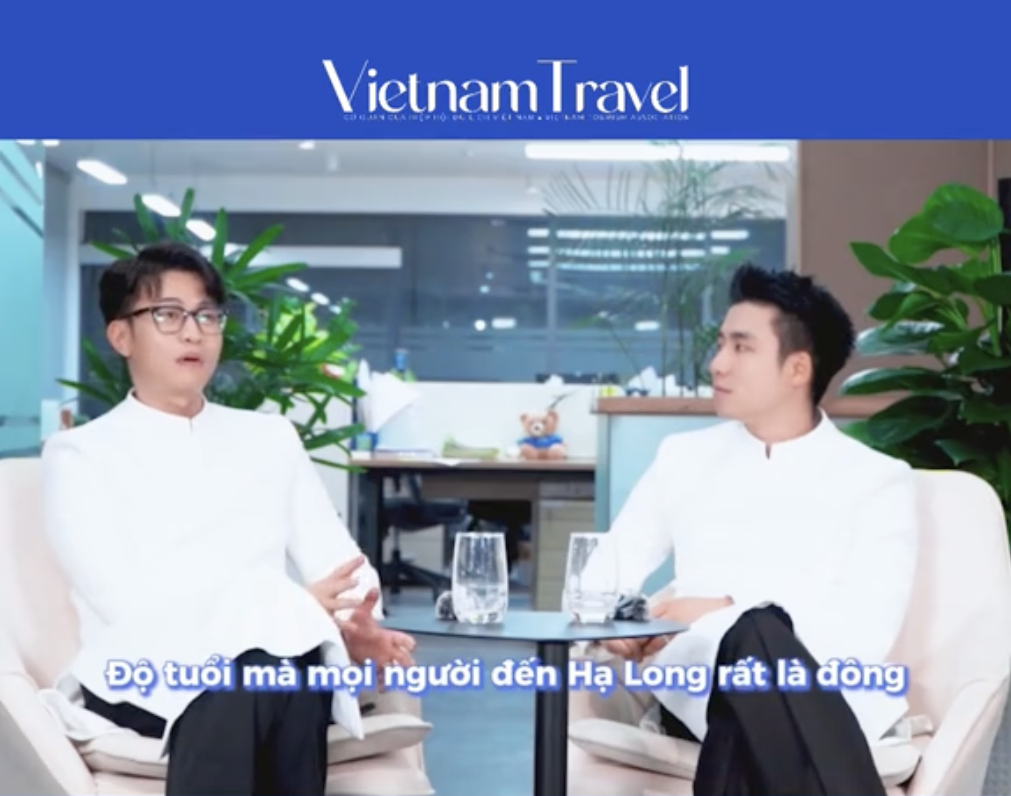 VietnamTravel
CƠ QUAN CỦA HIỆP HỘI DU LỊCH VIỆT NAM • VIETNAM TOURISM ASSOCIATION
Độ tuổi mà mọi người đến Hạ Long rất là đông